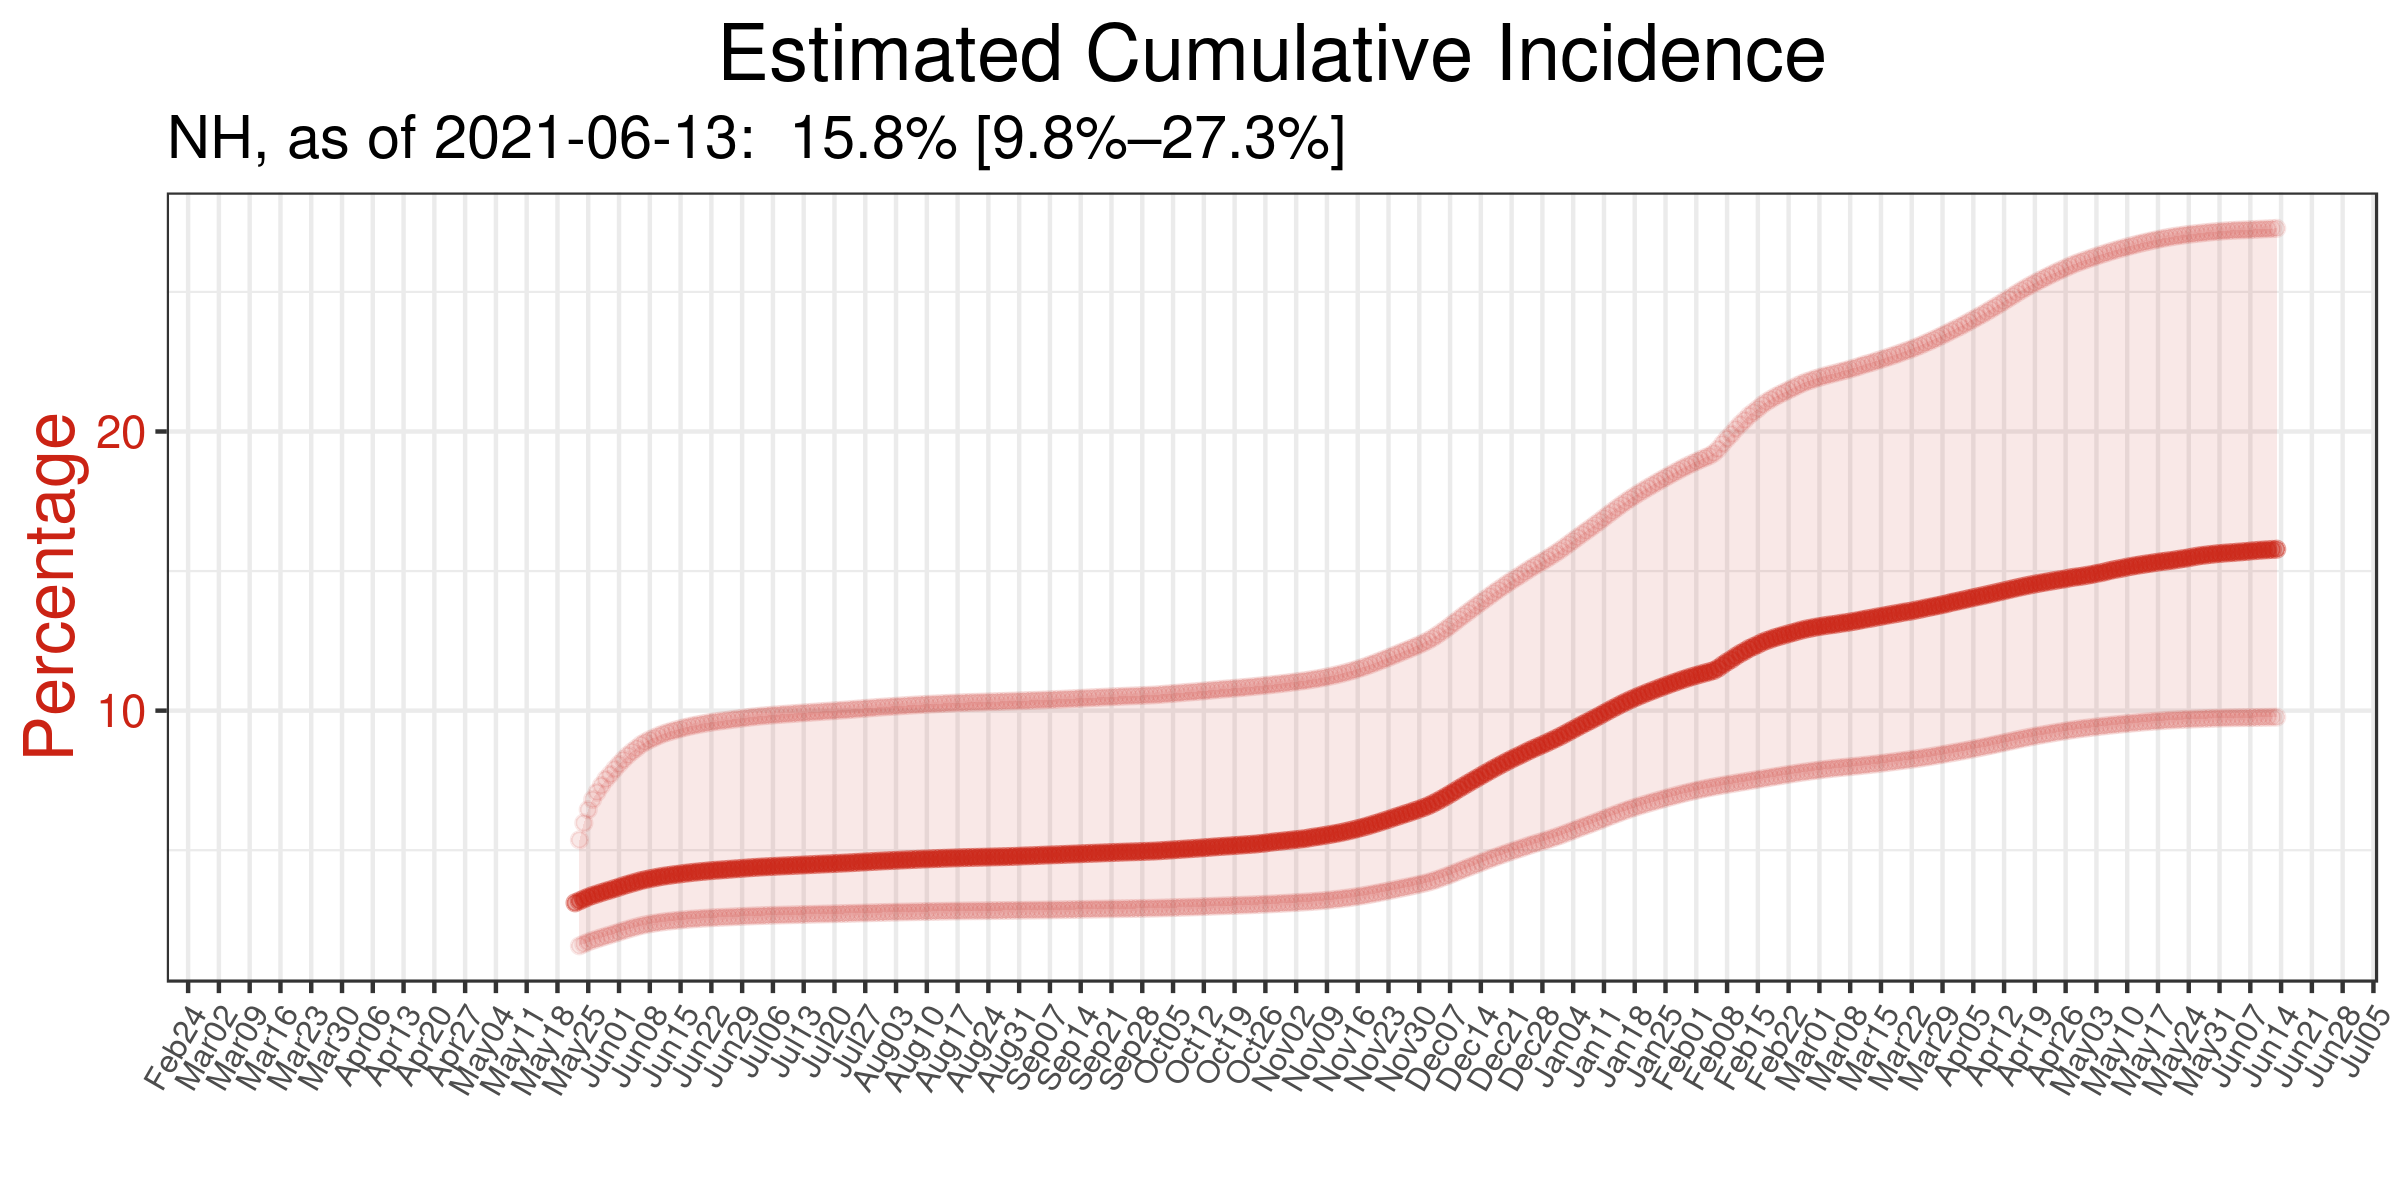 Estimated Cumulative Incidence
NH, as of 2021-06-13:  15.8% [9.8%–27.3%]
Percentage
20
10
Feb24
Mar02
Mar09
Mar16
Mar23
Mar30
Apr06
Apr13
Apr20
Apr27
May04
May11
May18
May25
Jun01
Jun08
Jun15
Jun22
Jun29
Jul06
Jul13
Jul20
Jul27
Aug03
Aug10
Aug17
Aug24
Aug31
Sep07
Sep14
Sep21
Sep28
Oct05
Oct12
Oct19
Oct26
Nov02
Nov09
Nov16
Nov23
Nov30
Dec07
Dec14
Dec21
Dec28
Jan04
Jan11
Jan18
Jan25
Feb01
Feb08
Feb15
Feb22
Mar01
Mar08
Mar15
Mar22
Mar29
Apr05
Apr12
Apr19
Apr26
May03
May10
May17
May24
May31
Jun07
Jun14
Jun21
Jun28
Jul05